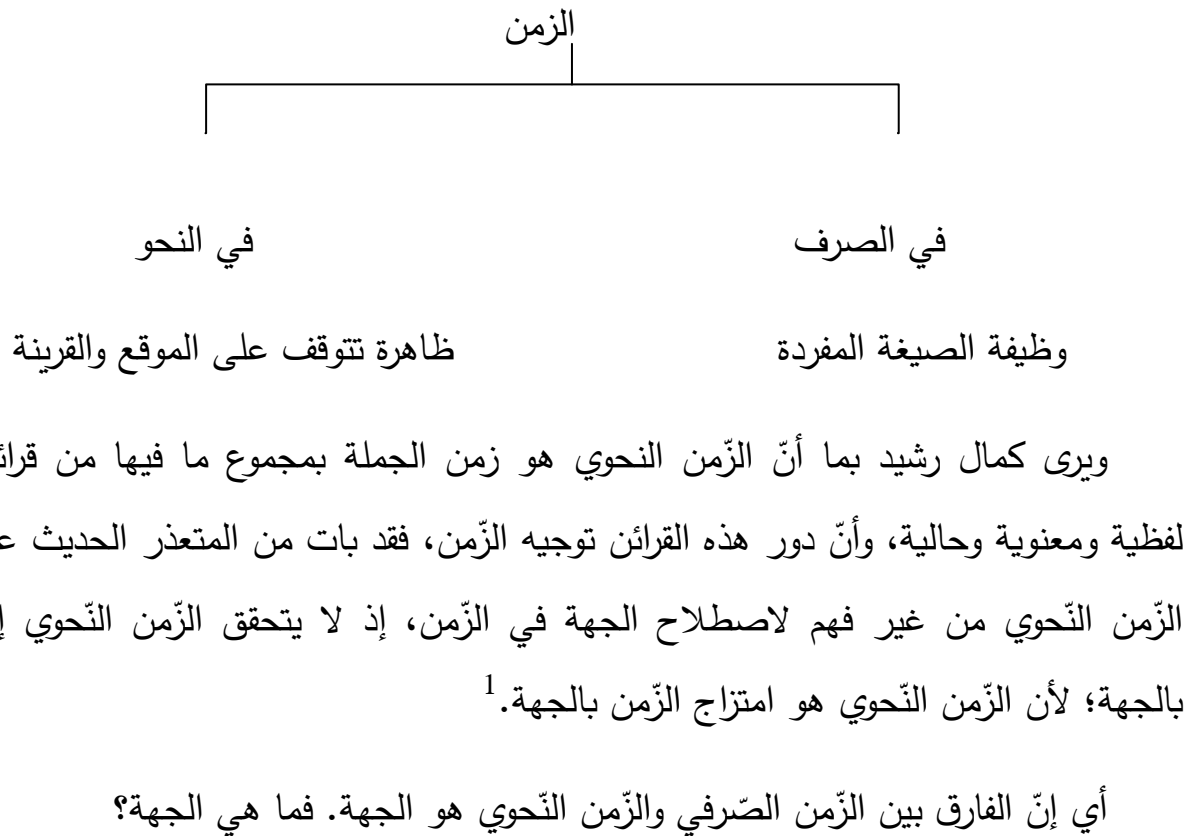 الزمن
في الصرف في النحو
وظيفة الصيغة المفردة ظاهرة تتوقف على الموقع والقرينة
ويرى كمال رشيد بما أنّ الزّمن النحوي هو زمن الجملة بمجموع ما فيها من
لفظية ومعنوية وحالية، وأنّ دور هذه القرائن توجيه الزّمن، فقد بات من المتعذر الحديث
الزّمن النّحوي من غير فهم لاصطلاح الجهة في الزّمن، إذ لا يتحقق الزّمن النّحوي
بالجهة؛ لأن الزّمن النّحوي هو امتزاج الزّمن بالجهة.1
أي إنّ الفارق بين الزّمن الصّرفي والزّمن النّحوي هو الجهة. فما هي الجهة؟